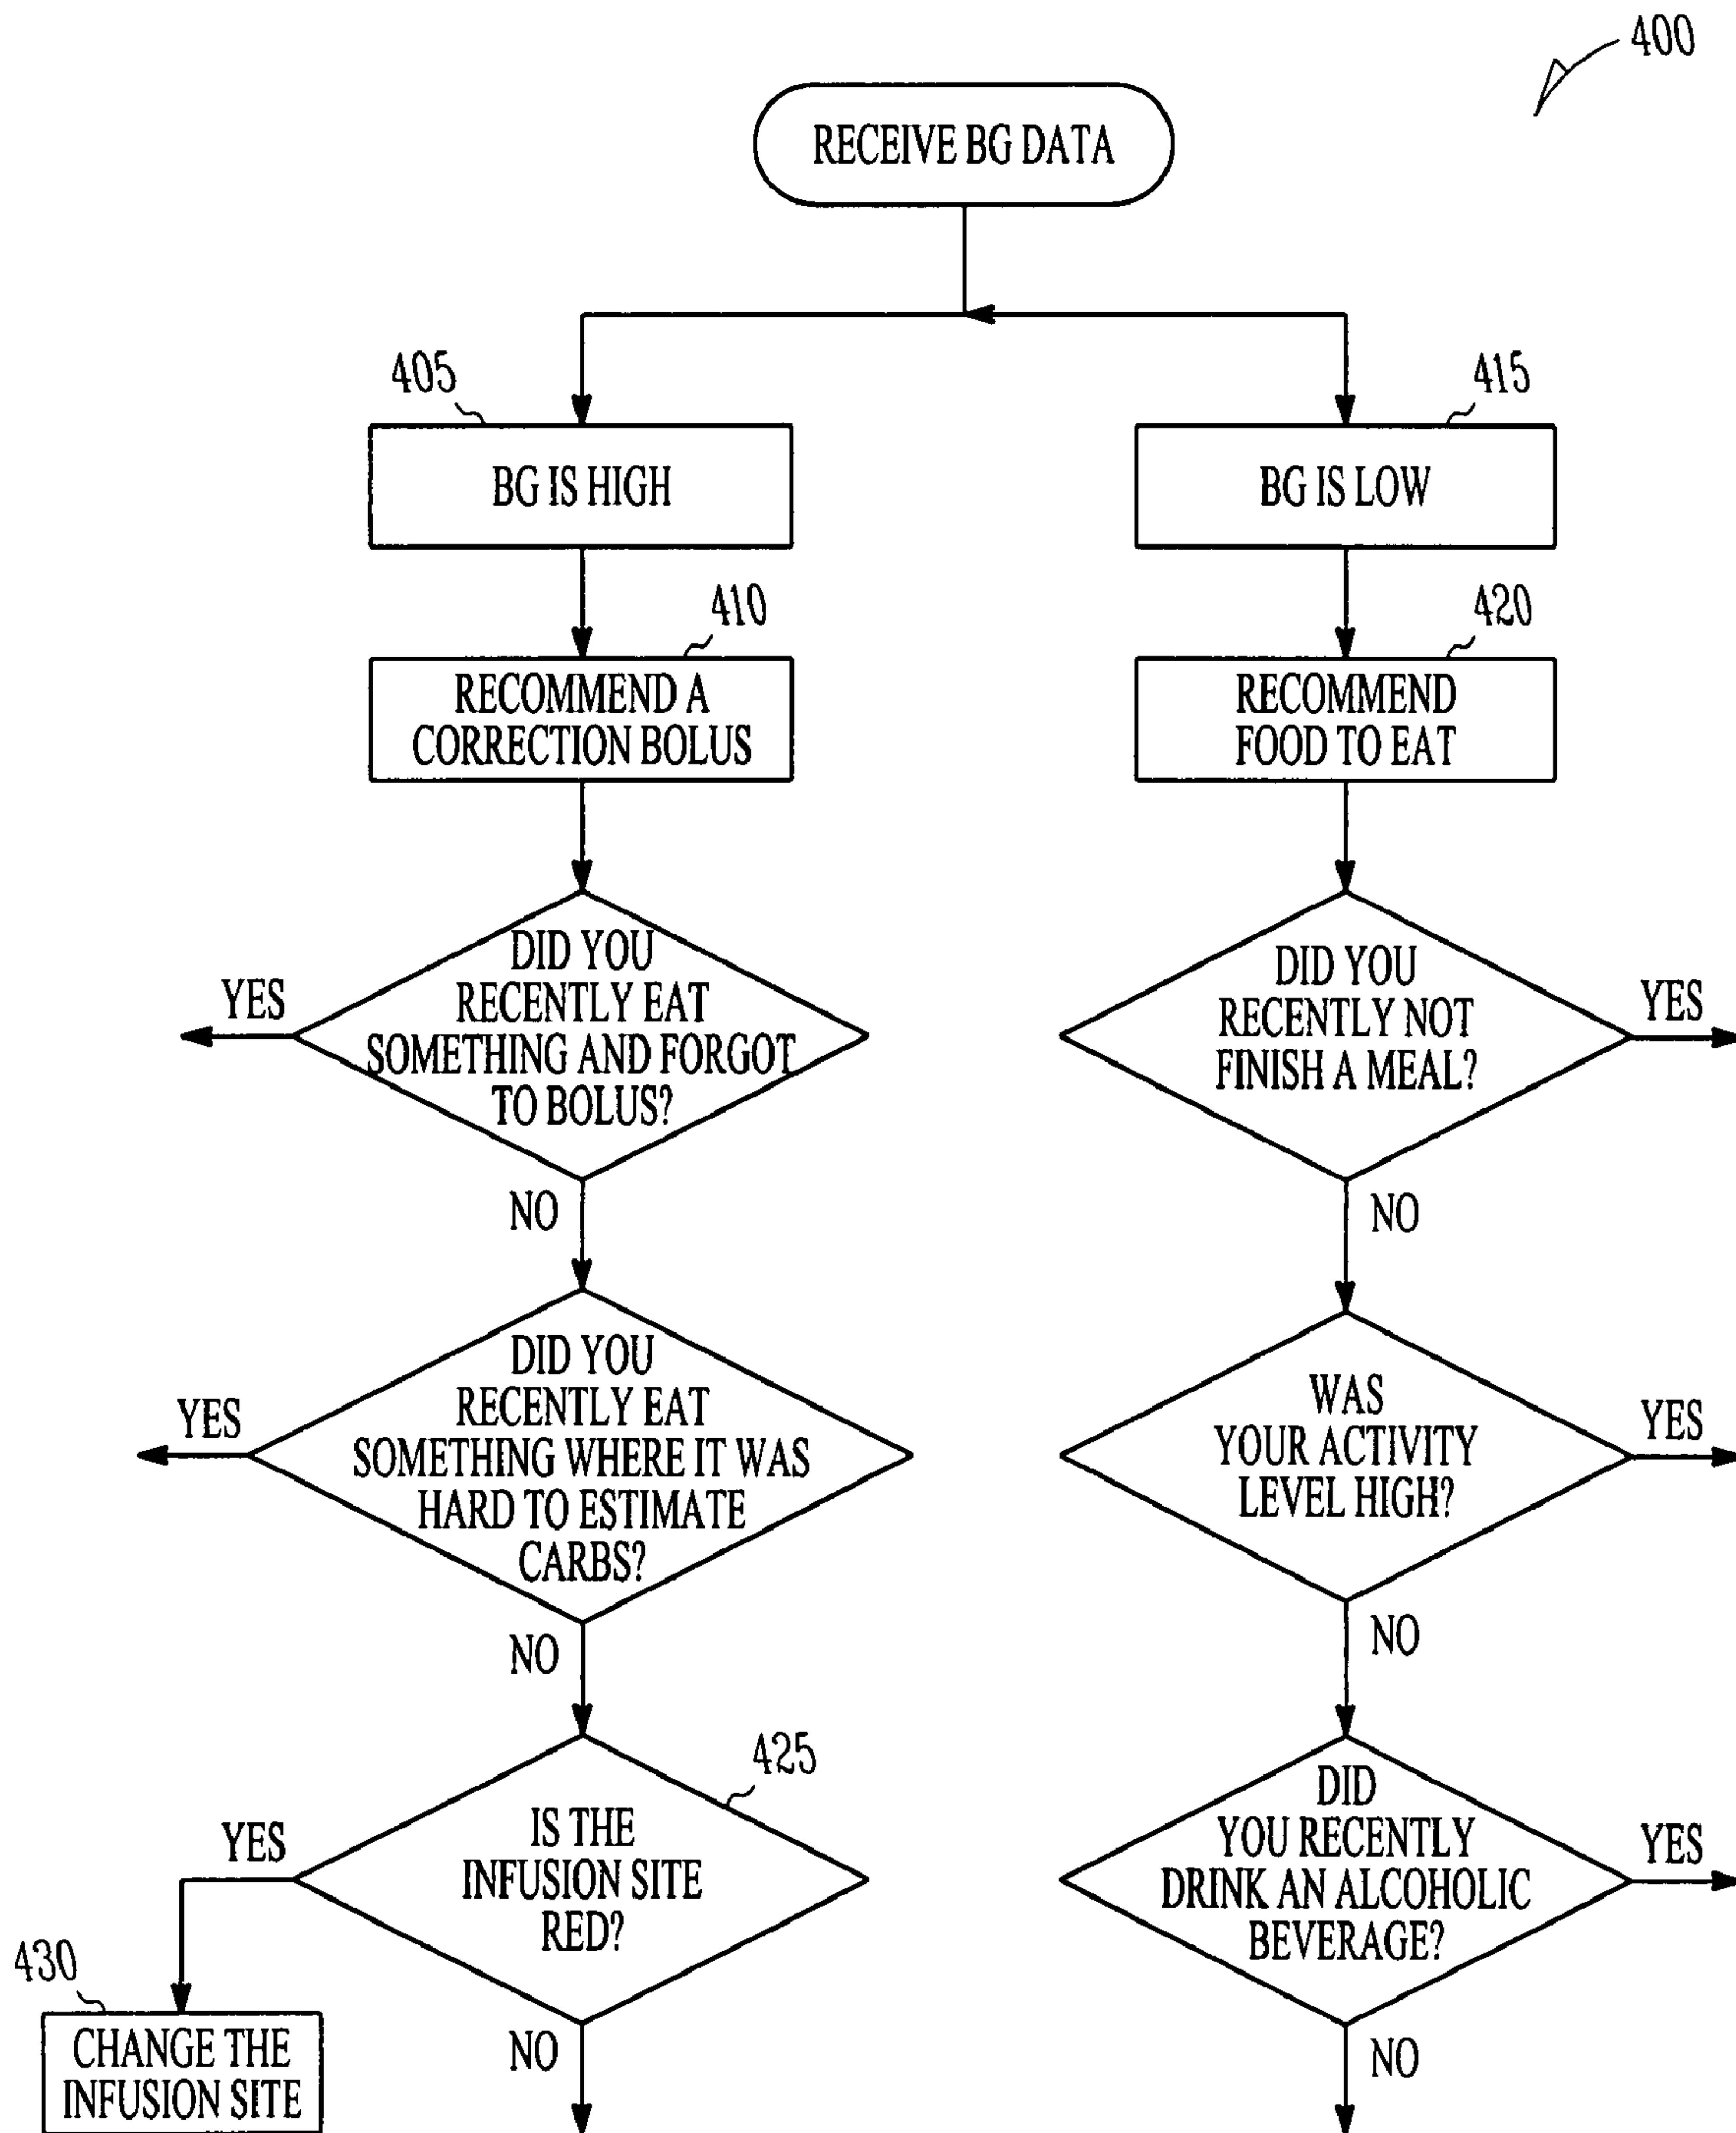 400
RECEIVE BG DATA
405
BG IS HIGH
415
BG IS LOW
410
RECOMMEND A
CORRECTION BOLUS
420
RECOMMEND
FOOD TO EAT
DID YOU
RECENTLY EAT
SOMETHING AND FORGOT
TO BOLUS?
YES
NO
DID YOU
RECENTLY NOT
FINISH A MEAL?
YES
NO
DID YOU
RECENTLY EAT
SOMETHING WHERE IT WAS
HARD TO ESTIMATE
CARBS?
YES
NO
WAS
YOUR ACTIVITY
LEVEL HIGH?
YES
NO
425
IS THE
INFUSION SITE
RED?
YES
NO
430
CHANGE THE
INFUSION SITE
DID
YOU RECENTLY
DRINK AN ALCOHOLIC
BEVERAGE?
YES
NO